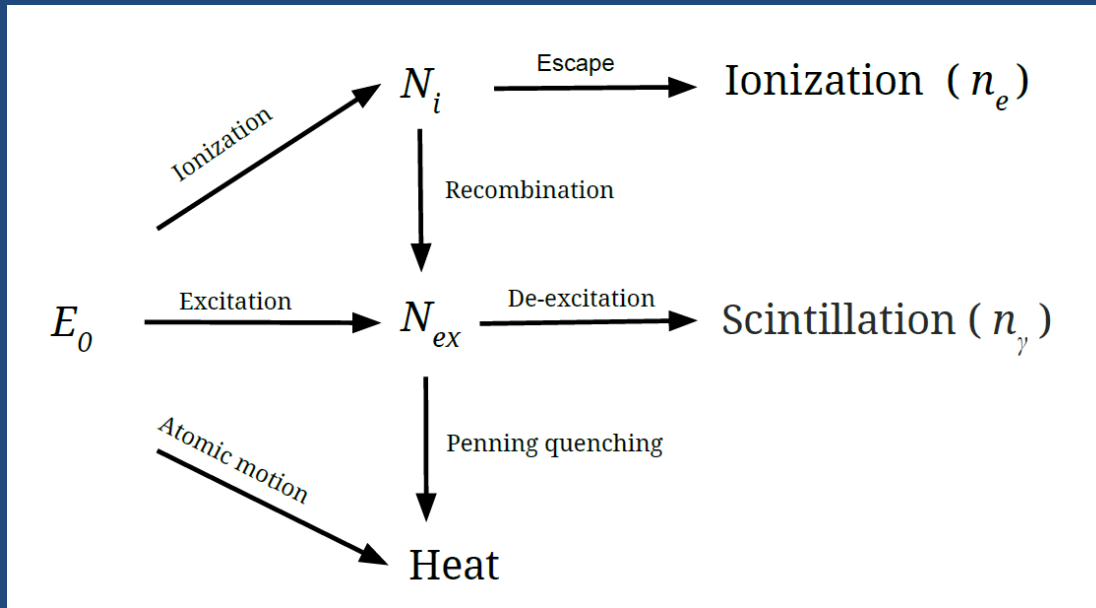 Escape
N_i
Ionization ( n_e )
Ionization
Recombination
Excitation
De-excitation
E_0
N_ex
Scintillation ( n_γ )
Atomic motion
Penning quenching
Heat